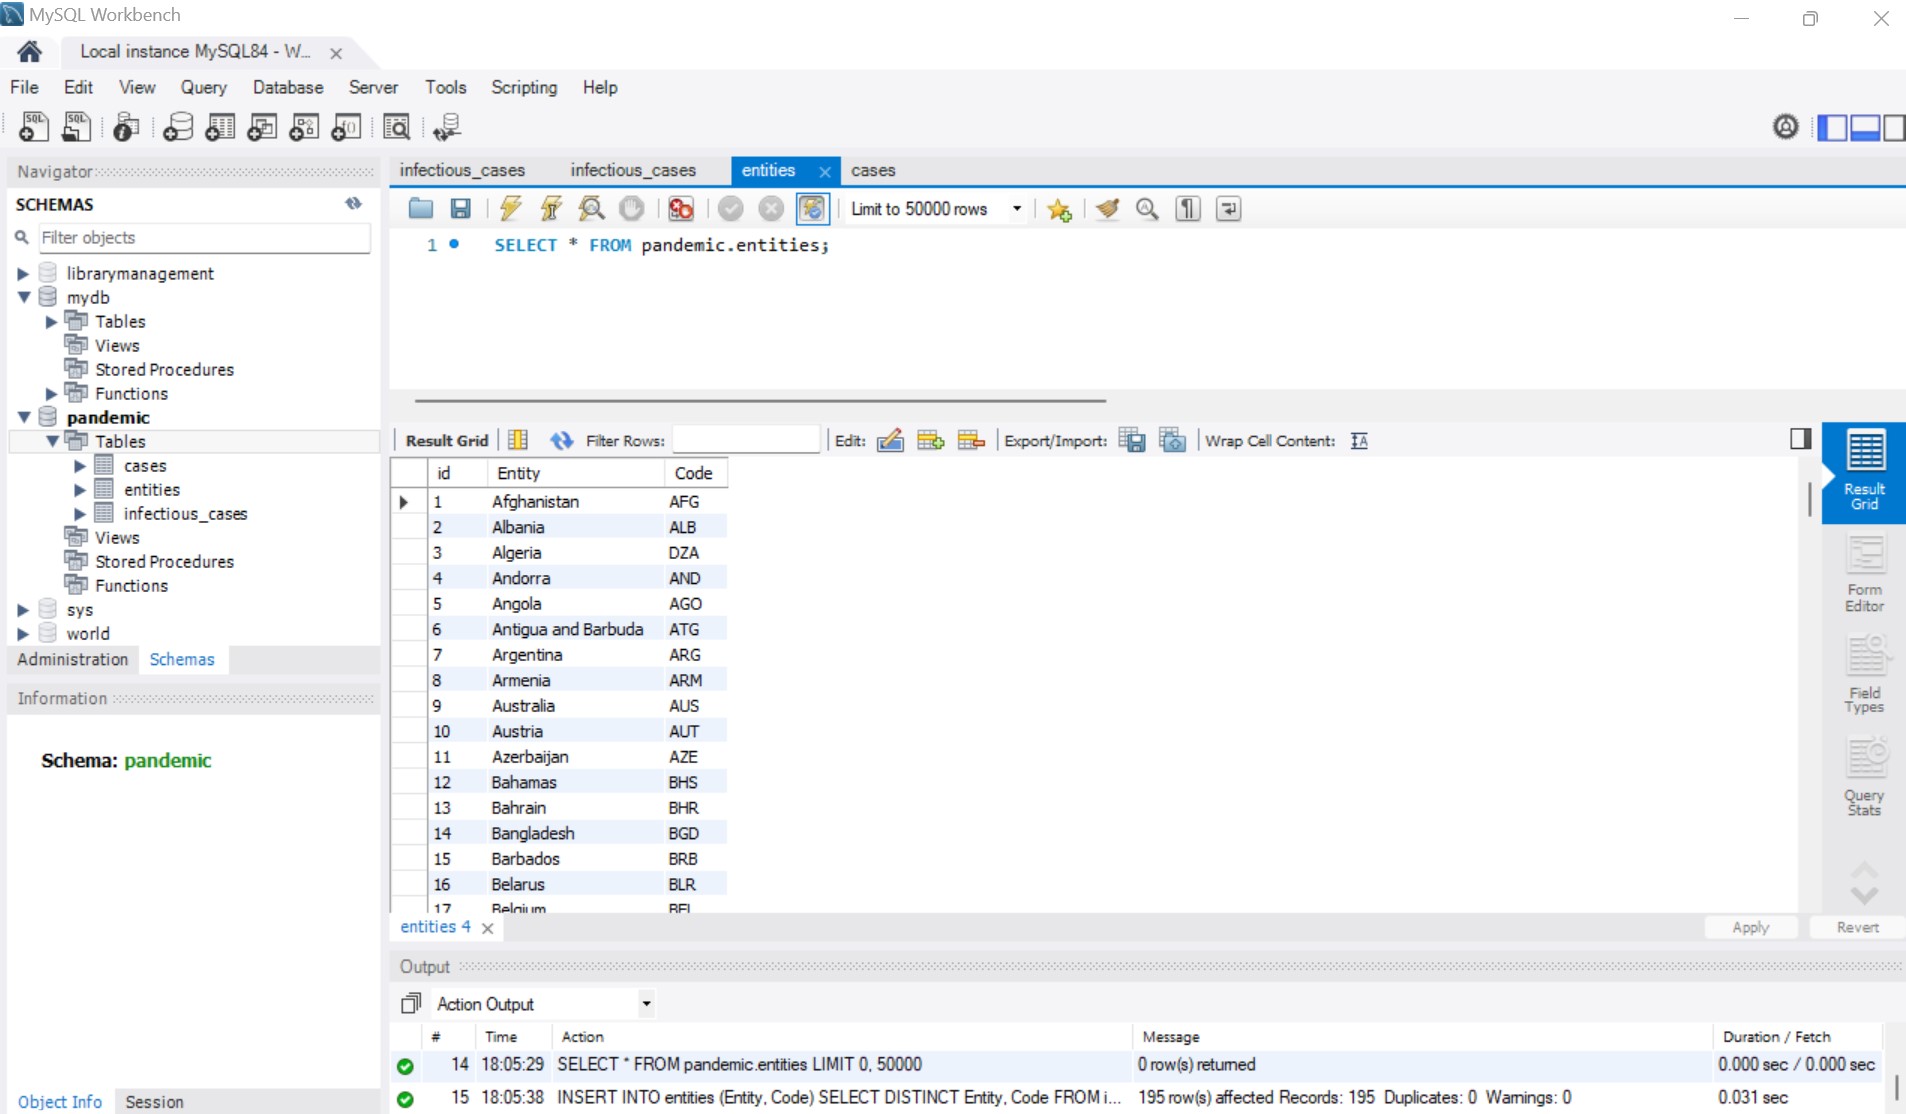 MySQL Workbench
Local instance MySQL84 - W...
File Edit View Query Database Server Tools Scripting Help
Navigator
SCHEMAS
Filter objects
librarymanagement
mydb
Tables
Views
Stored Procedures
Functions
pandemic
Tables
cases
entities
infectious_cases
Views
Stored Procedures
Functions
sys
world
Administration Schemas
Information
Schema: pandemic
Object Info Session
infectious_cases infectious_cases entities cases
Limit to 50000 rows
1 SELECT * FROM pandemic.entities;
Result Grid Filter Rows: Edit: Export/Import: Wrap Cell Content:
id Entity Code
1 Afghanistan AFG
2 Albania ALB
3 Algeria DZA
4 Andorra AND
5 Angola AGO
6 Antigua and Barbuda ATG
7 Argentina ARG
8 Armenia ARM
9 Australia AUS
10 Austria AUT
11 Azerbaijan AZE
12 Bahamas BHS
13 Bahrain BHR
14 Bangladesh BGD
15 Barbados BRB
16 Belarus BLR
17 Belgium BEL
Result
Grid
Form
Editor
Field
Types
Query
Stats
entities 4
Apply Revert
Output
Action Output
# Time Action Message Duration / Fetch
14 18:05:29 SELECT * FROM pandemic.entities LIMIT 0, 50000 0 row(s) returned 0.000 sec / 0.000 sec
15 18:05:38 INSERT INTO entities (Entity, Code) SELECT DISTINCT Entity, Code FROM i... 195 row(s) affected Records: 195 Duplicates: 0 Warnings: 0 0.031 sec